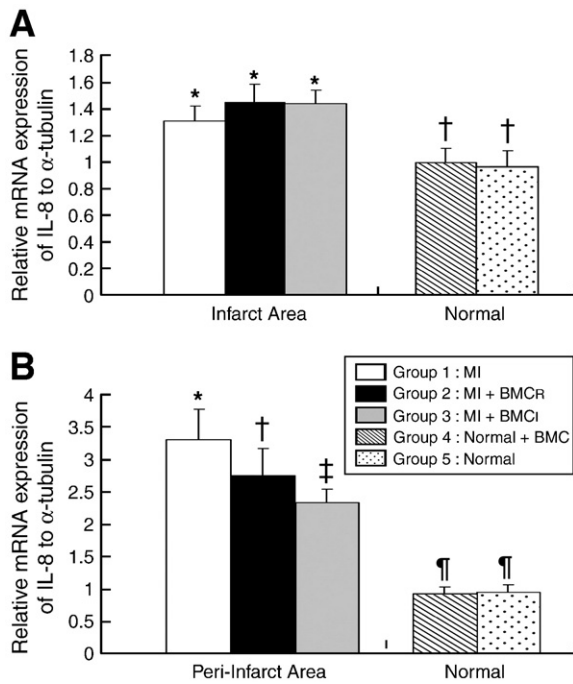 A
Relative mRNA expression
of IL-8 to α-tubulin
1.8
1.6
1.4
1.2
1
0.8
0.6
0.4
0.2
0
*
*
*
†
†
Infarct Area
Normal
B
Relative mRNA expression
of IL-8 to α-tubulin
4
3.5
3
2.5
2
1.5
1
0.5
0
*
†
‡
¶
¶
Group 1 : MI
Group 2 : MI + BMCR
Group 3 : MI + BMCI
Group 4 : Normal + BMC
Group 5 : Normal
Peri-Infarct Area
Normal